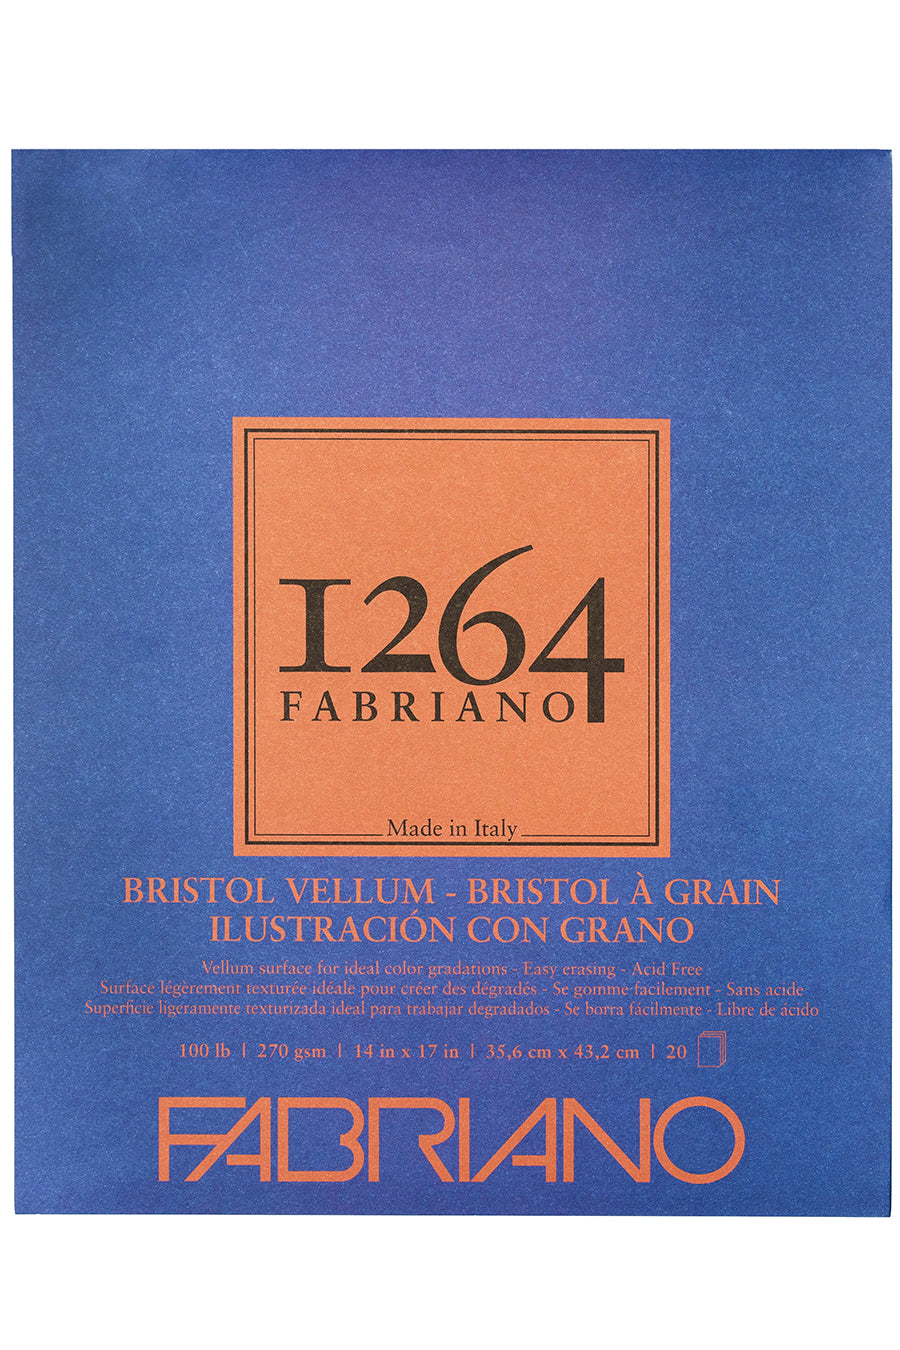 1264
FABRIANO
Made in Italy
BRISTOL VELLUM - BRISTOL À GRAIN
ILUSTRACIÓN CON GRANO
Vellum surface for ideal color gradations - Easy erasing - Acid Free
Surface légèrement texturée idéale pour créer des dégradés - Se gomme facilement - Sans acide
Superficie ligeramente texturizada ideal para trabajar degradados - Se borra fácilmente - Libre de ácido
100 lb | 270 gsm | 14 in x 17 in | 35,6 cm x 43,2 cm | 20
FABRIANO